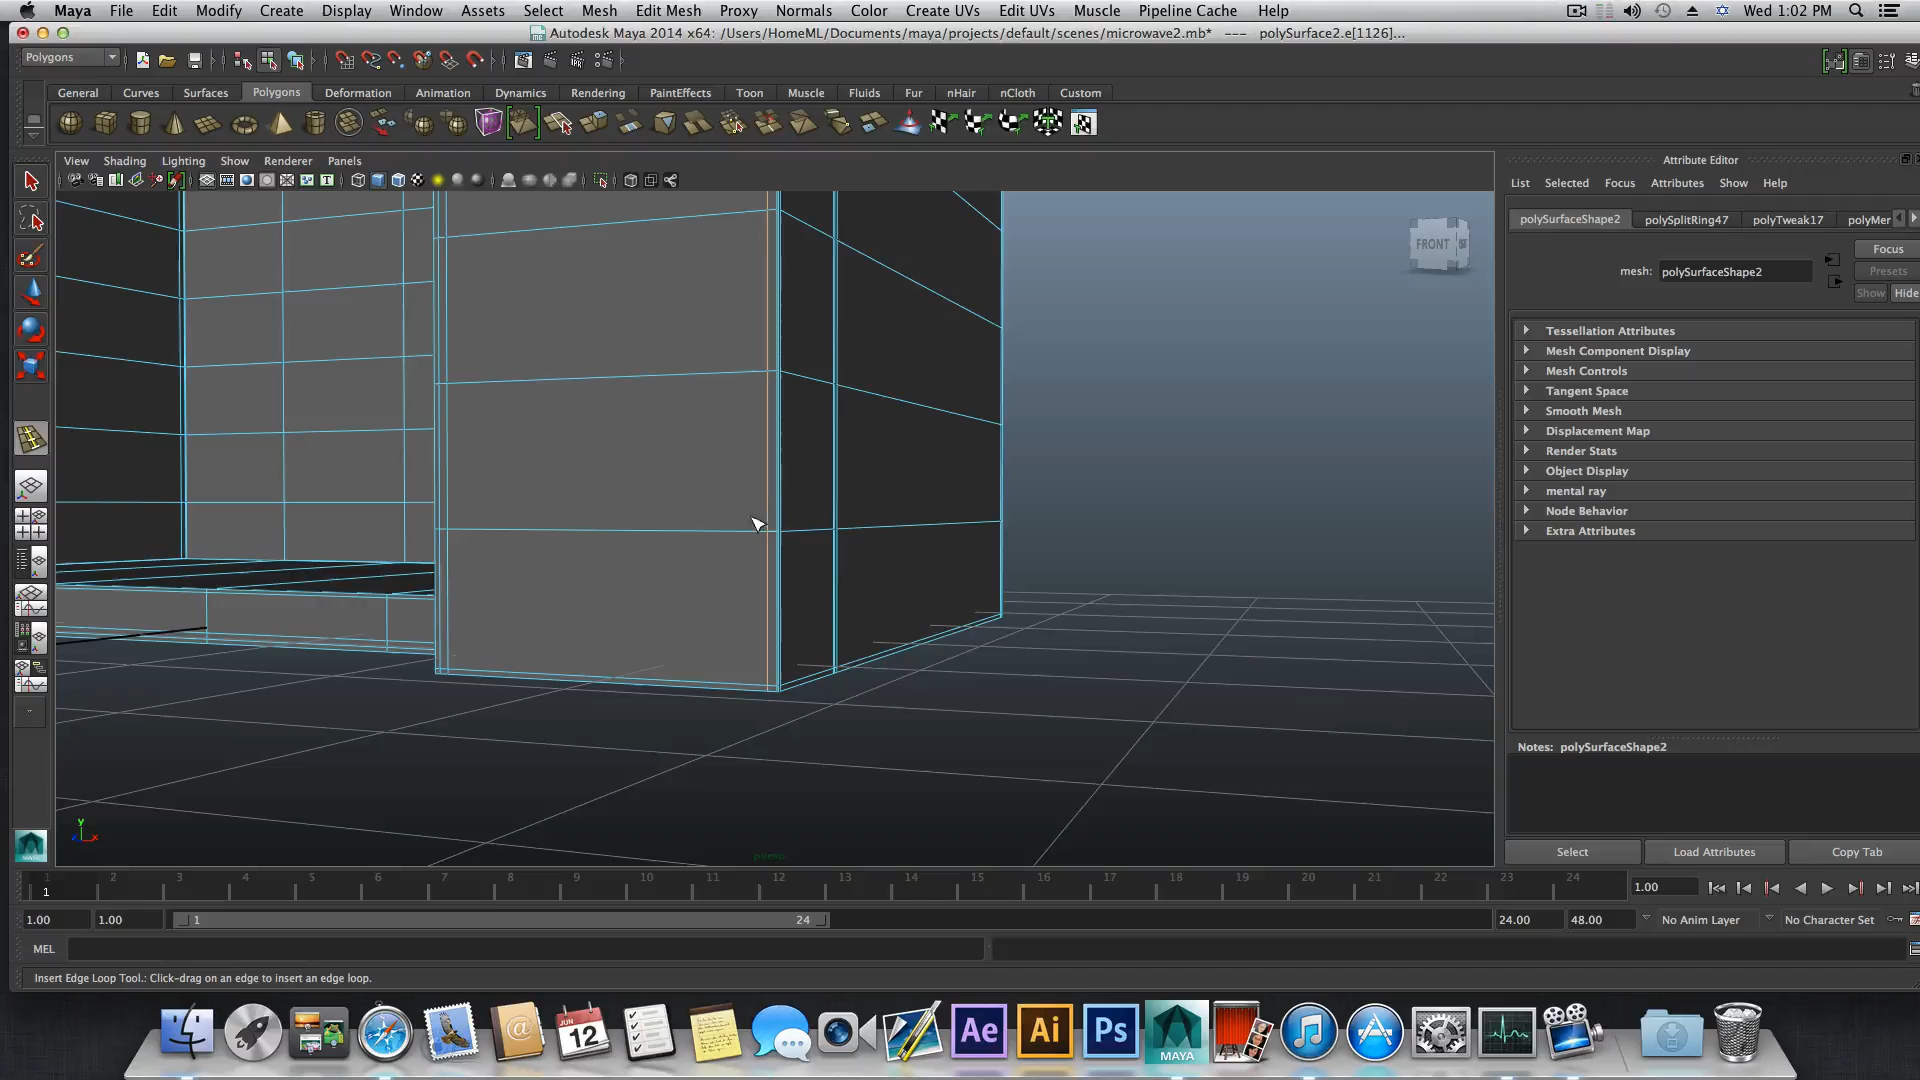 Maya File Edit Modify Create Display Window Assets Select Mesh Edit Mesh Proxy Normals Color Create UVs Edit UVs Muscle Pipeline Cache Help Wed 1:02 PM
Autodesk Maya 2014 x64: /Users/HomeML/Documents/maya/projects/default/scenes/microwave2.mb* --- polySurface2.e[1126]...
Polygons
General Curves Surfaces Polygons Deformation Animation Dynamics Rendering PaintEffects Toon Muscle Fluids Fur nHair nCloth Custom
View Shading Lighting Show Renderer Panels
Attribute Editor
List Selected Focus Attributes Show Help
polySurfaceShape2 polySplitRing47 polyTweak17 polyMer
Focus
mesh: polySurfaceShape2
Presets
Show Hide
FRONT
Tessellation Attributes
Mesh Component Display
Mesh Controls
Tangent Space
Smooth Mesh
Displacement Map
Render Stats
Object Display
mental ray
Node Behavior
Extra Attributes
Notes: polySurfaceShape2
y
x
persp
MAYA
Select Load Attributes Copy Tab
1 2 3 4 5 6 7 8 9 10 11 12 13 14 15 16 17 18 19 20 21 22 23 24
1 1.00
1.00 1.00 1 24 24.00 48.00 No Anim Layer No Character Set
MEL
Insert Edge Loop Tool.: Click-drag on an edge to insert an edge loop.
JUN
12
Ae Ai Ps
MAYA